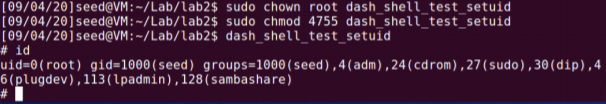 [09/04/20]seed@VM:~/Lab/lab2$ sudo chown root dash_shell_test_setuid
[09/04/20]seed@VM:~/Lab/lab2$ sudo chmod 4755 dash_shell_test_setuid
[09/04/20]seed@VM:~/Lab/lab2$ dash_shell_test_setuid
# id
uid=0(root) gid=1000(seed) groups=1000(seed),4(adm),24(cdrom),27(sudo),30(dip),4
6(plugdev),113(lpadmin),128(sambashare)
#